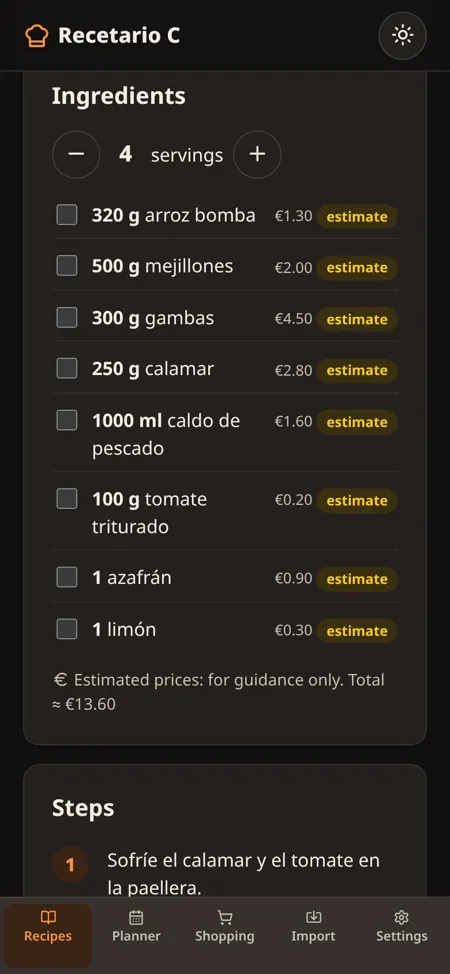 Recetario C
Ingredients
4 servings
320 g arroz bomba €1.30 estimate
500 g mejillones €2.00 estimate
300 g gambas €4.50 estimate
250 g calamar €2.80 estimate
1000 ml caldo de €1.60 estimate
pescado
100 g tomate €0.20 estimate
triturado
1 azafrán €0.90 estimate
1 limón €0.30 estimate
€ Estimated prices: for guidance only. Total
≈ €13.60
Steps
1 Sofríe el calamar y el tomate en
la paellera.
Recipes Planner Shopping Import Settings